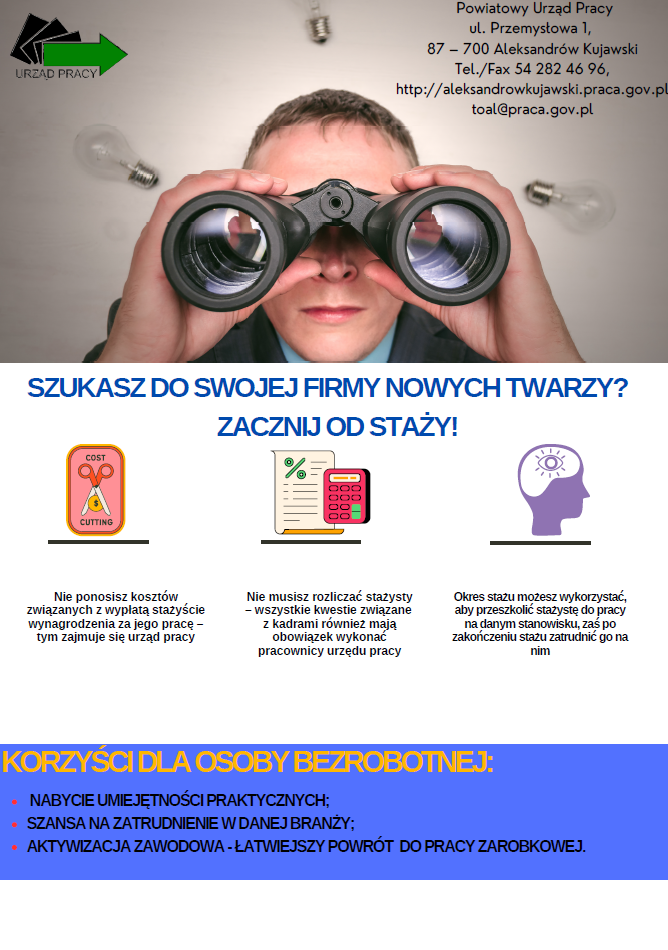 URZĄD PRACY
Powiatowy Urząd Pracy
ul. Przemysłowa 1,
87 – 700 Aleksandrów Kujawski
Tel./Fax 54 282 46 96,
http://aleksandrowkujawski.praca.gov.pl
toal@praca.gov.pl
SZUKASZ DO SWOJEJ FIRMY NOWYCH TWARZY?
ZACZNIJ OD STAŻY!
COST
$
CUTTING
%
Nie ponosisz kosztów
związanych z wypłatą stażyście
wynagrodzenia za jego pracę –
tym zajmuje się urząd pracy
Nie musisz rozliczać stażysty
– wszystkie kwestie związane
z kadrami również mają
obowiązek wykonać
pracownicy urzędu pracy
Okres stażu możesz wykorzystać,
aby przeszkolić stażystę do pracy
na danym stanowisku, zaś po
zakończeniu stażu zatrudnić go na
nim
KORZYŚCI DLA OSOBY BEZROBOTNEJ:
NABYCIE UMIEJĘTNOŚCI PRAKTYCZNYCH;
SZANSA NA ZATRUDNIENIE W DANEJ BRANŻY;
AKTYWIZACJA ZAWODOWA - ŁATWIEJSZY POWRÓT DO PRACY ZAROBKOWEJ.